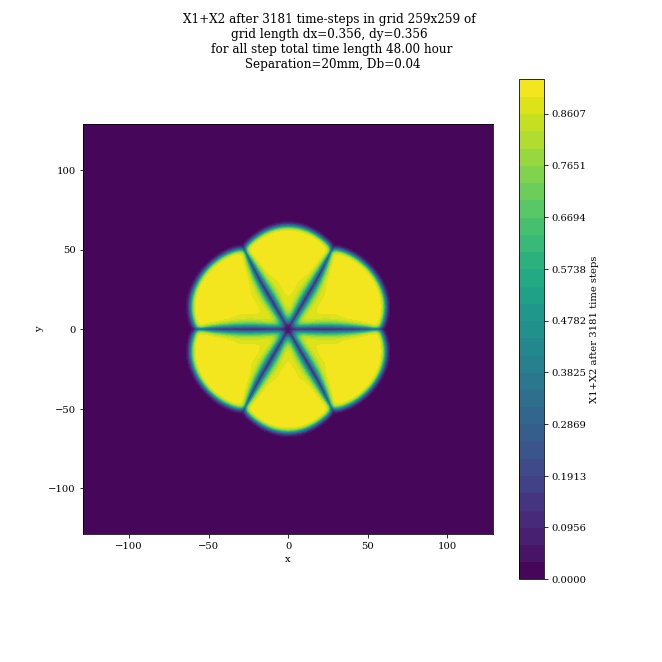 X1+X2 after 3181 time-steps in grid 259x259 of
grid length dx=0.356, dy=0.356
for all step total time length 48.00 hour
Separation=20mm, Db=0.04
100
50
0
−50
−100
y
−100
−50
0
50
100
x
0.8607
0.7651
0.6694
0.5738
0.4782
0.3825
0.2869
0.1913
0.0956
0.0000
X1+X2 after 3181 time steps